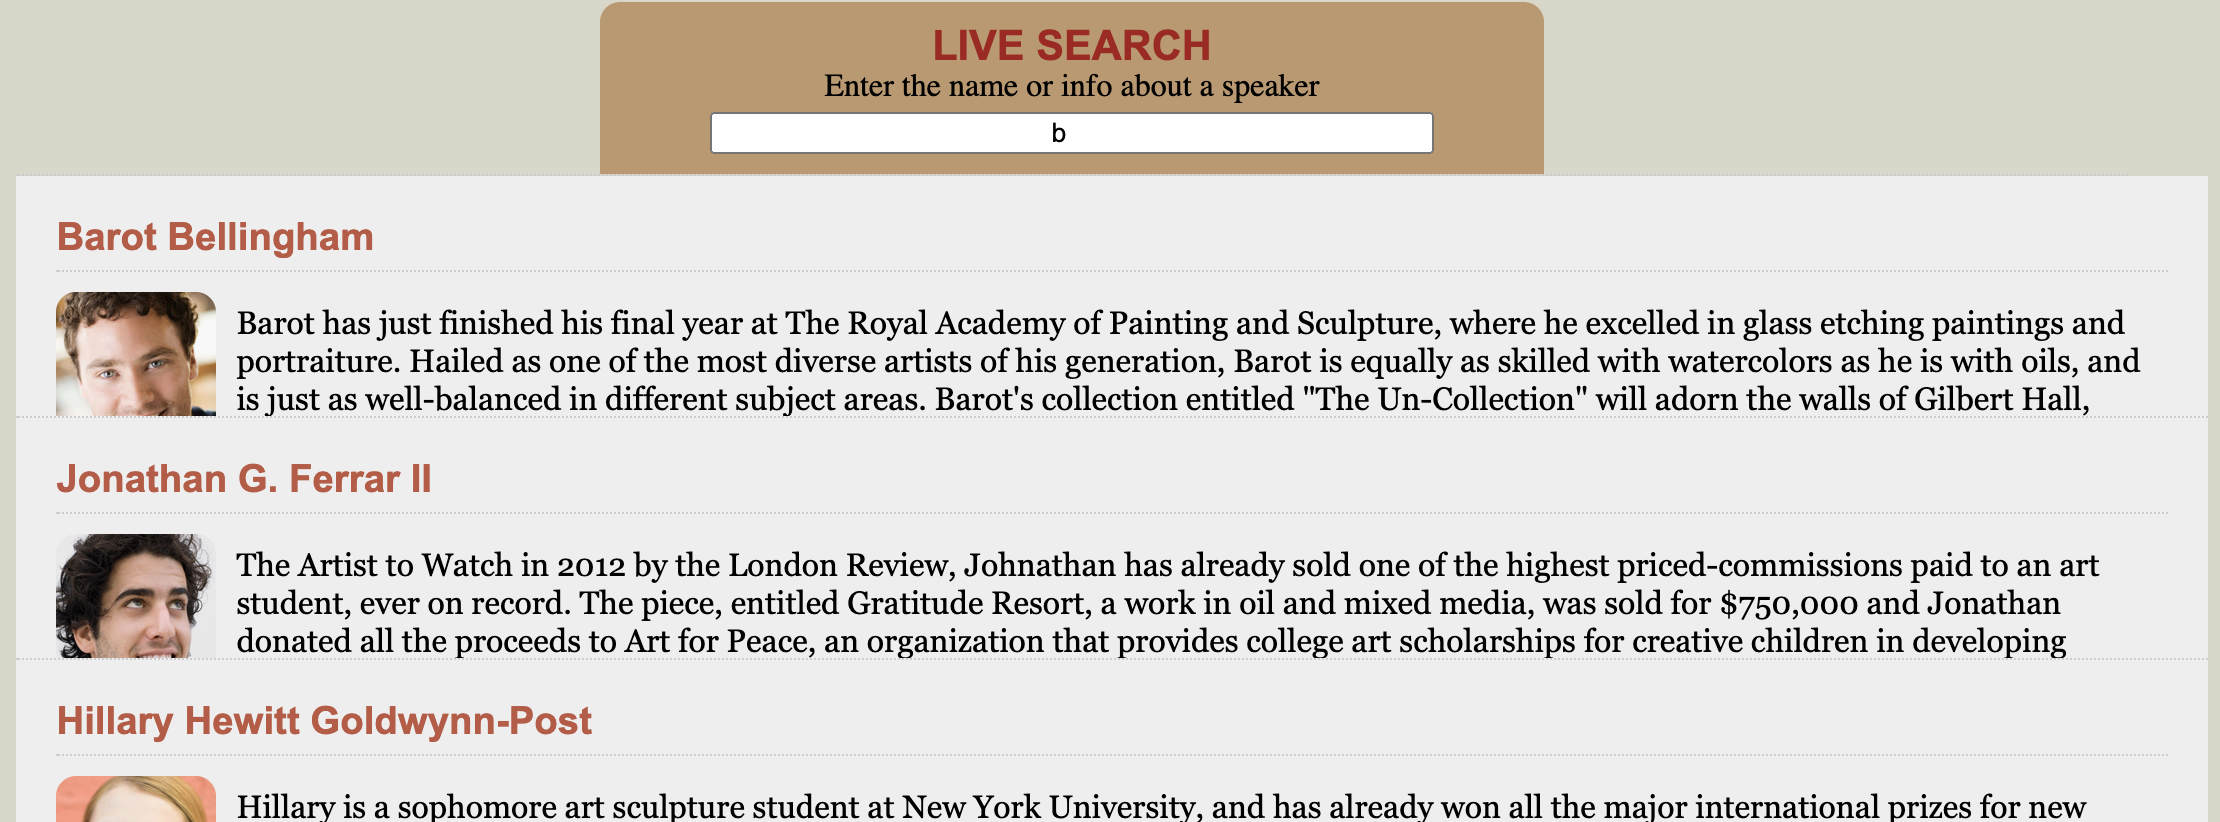 LIVE SEARCH
Enter the name or info about a speaker
b
Barot Bellingham
Barot has just finished his final year at The Royal Academy of Painting and Sculpture, where he excelled in glass etching paintings and
portraiture. Hailed as one of the most diverse artists of his generation, Barot is equally as skilled with watercolors as he is with oils, and
is just as well-balanced in different subject areas. Barot's collection entitled "The Un-Collection" will adorn the walls of Gilbert Hall,
Jonathan G. Ferrar II
The Artist to Watch in 2012 by the London Review, Johnathan has already sold one of the highest priced-commissions paid to an art
student, ever on record. The piece, entitled Gratitude Resort, a work in oil and mixed media, was sold for $750,000 and Jonathan
donated all the proceeds to Art for Peace, an organization that provides college art scholarships for creative children in developing
Hillary Hewitt Goldwynn-Post
Hillary is a sophomore art sculpture student at New York University, and has already won all the major international prizes for new